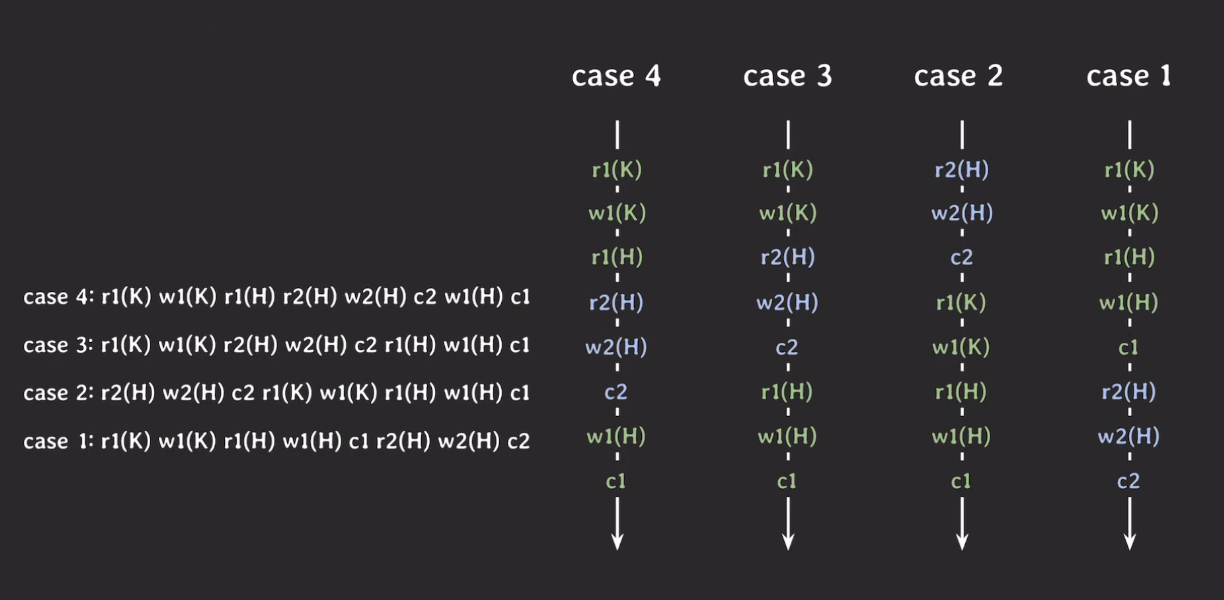 case 4 case 3 case 2 case 1
r1(K) r1(K) r2(H) r1(K)
w1(K) w1(K) w2(H) w1(K)
r1(H) r2(H) c2 r1(H)
case 4: r1(K) w1(K) r1(H) r2(H) w2(H) c2 w1(H) c1
r2(H) w2(H) r1(K) w1(H)
case 3: r1(K) w1(K) r2(H) w2(H) c2 r1(H) w1(H) c1
w2(H) c2 w1(K) c1
case 2: r2(H) w2(H) c2 r1(K) w1(K) r1(H) w1(H) c1
c2 r1(H) r1(H) r2(H)
case 1: r1(K) w1(K) r1(H) w1(H) c1 r2(H) w2(H) c2
w1(H) w1(H) w1(H) w2(H)
c1 c1 c1 c2